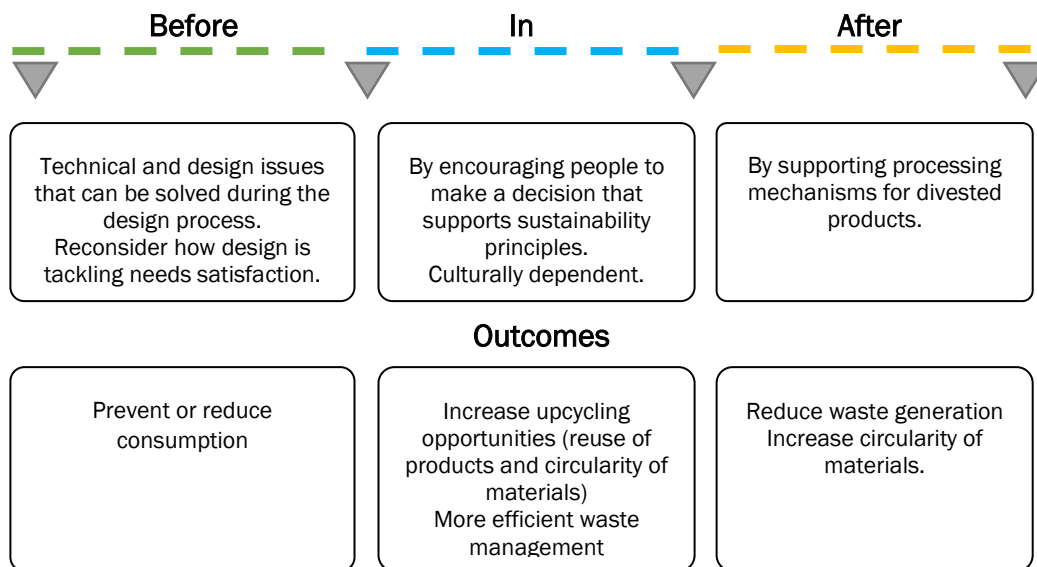 Before
In
After
Technical and design issues
that can be solved during the
design process.
Reconsider how design is
tackling needs satisfaction.
By encouraging people to
make a decision that
supports sustainability
principles.
Culturally dependent.
By supporting processing
mechanisms for divested
products.
Outcomes
Prevent or reduce
consumption
Increase upcycling
opportunities (reuse of
products and circularity of
materials)
More efficient waste
management
Reduce waste generation
Increase circularity of
materials.